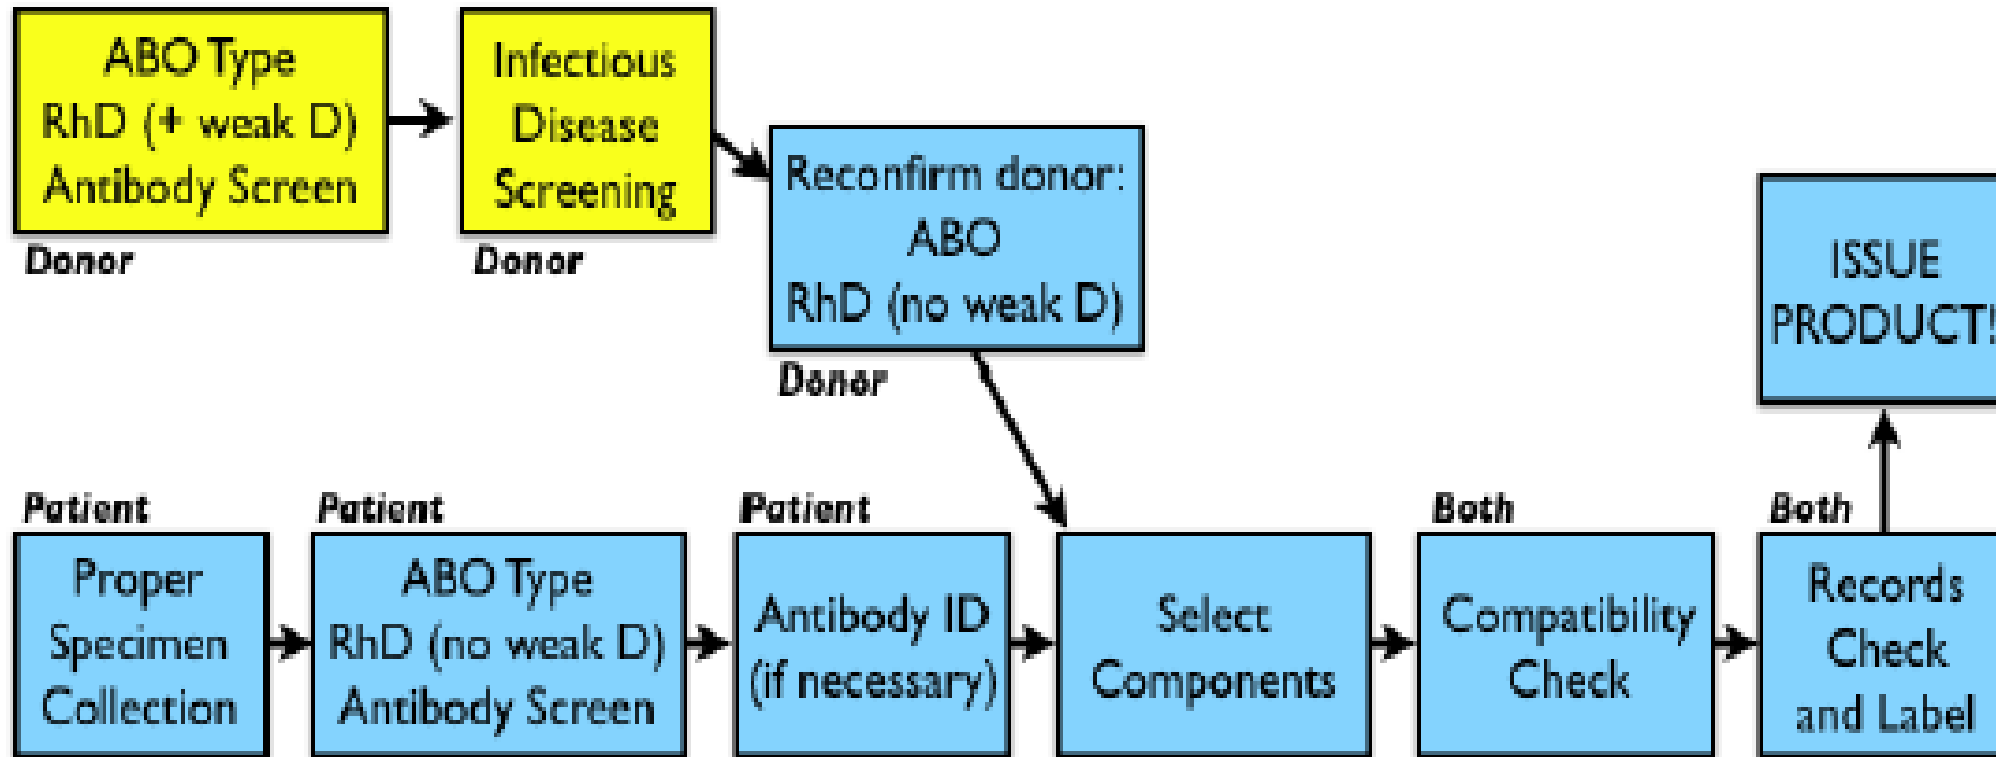 ABO Type
RhD (+ weak D)
Antibody Screen
Donor
Infectious
Disease
Screening
Donor
Reconfirm donor:
ABO
RhD (no weak D)
Donor
ISSUE
PRODUCT!
Patient
Proper
Specimen
Collection
Patient
ABO Type
RhD (no weak D)
Antibody Screen
Patient
Antibody ID
(if necessary)
Select
Components
Both
Compatibility
Check
Both
Records
Check
and Label